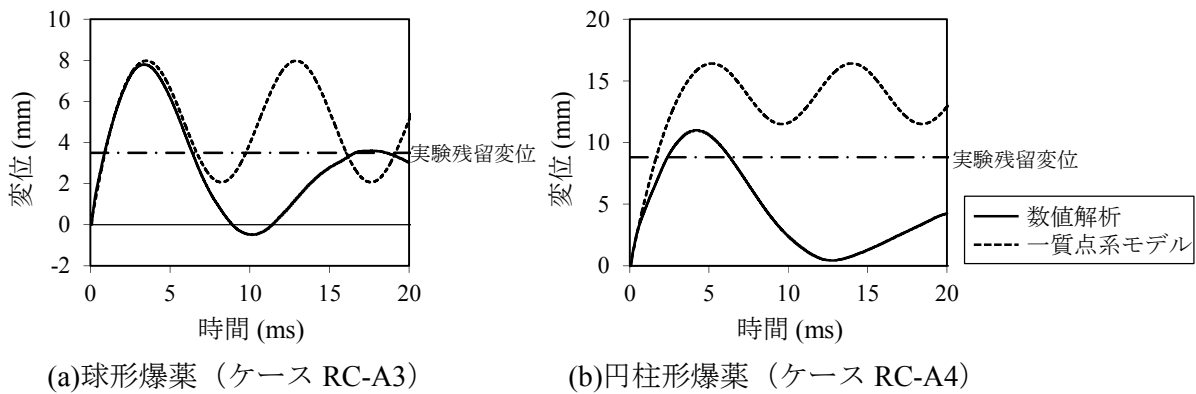 10
8
6
4
2
0
-2
変位 (mm)
0 5 10 15 20
時間 (ms)
実験残留変位
(a)球形爆薬（ケース RC-A3）
20
15
10
5
0
変位 (mm)
0 5 10 15 20
時間 (ms)
実験残留変位
(b)円柱形爆薬（ケース RC-A4）
数値解析
一質点系モデル